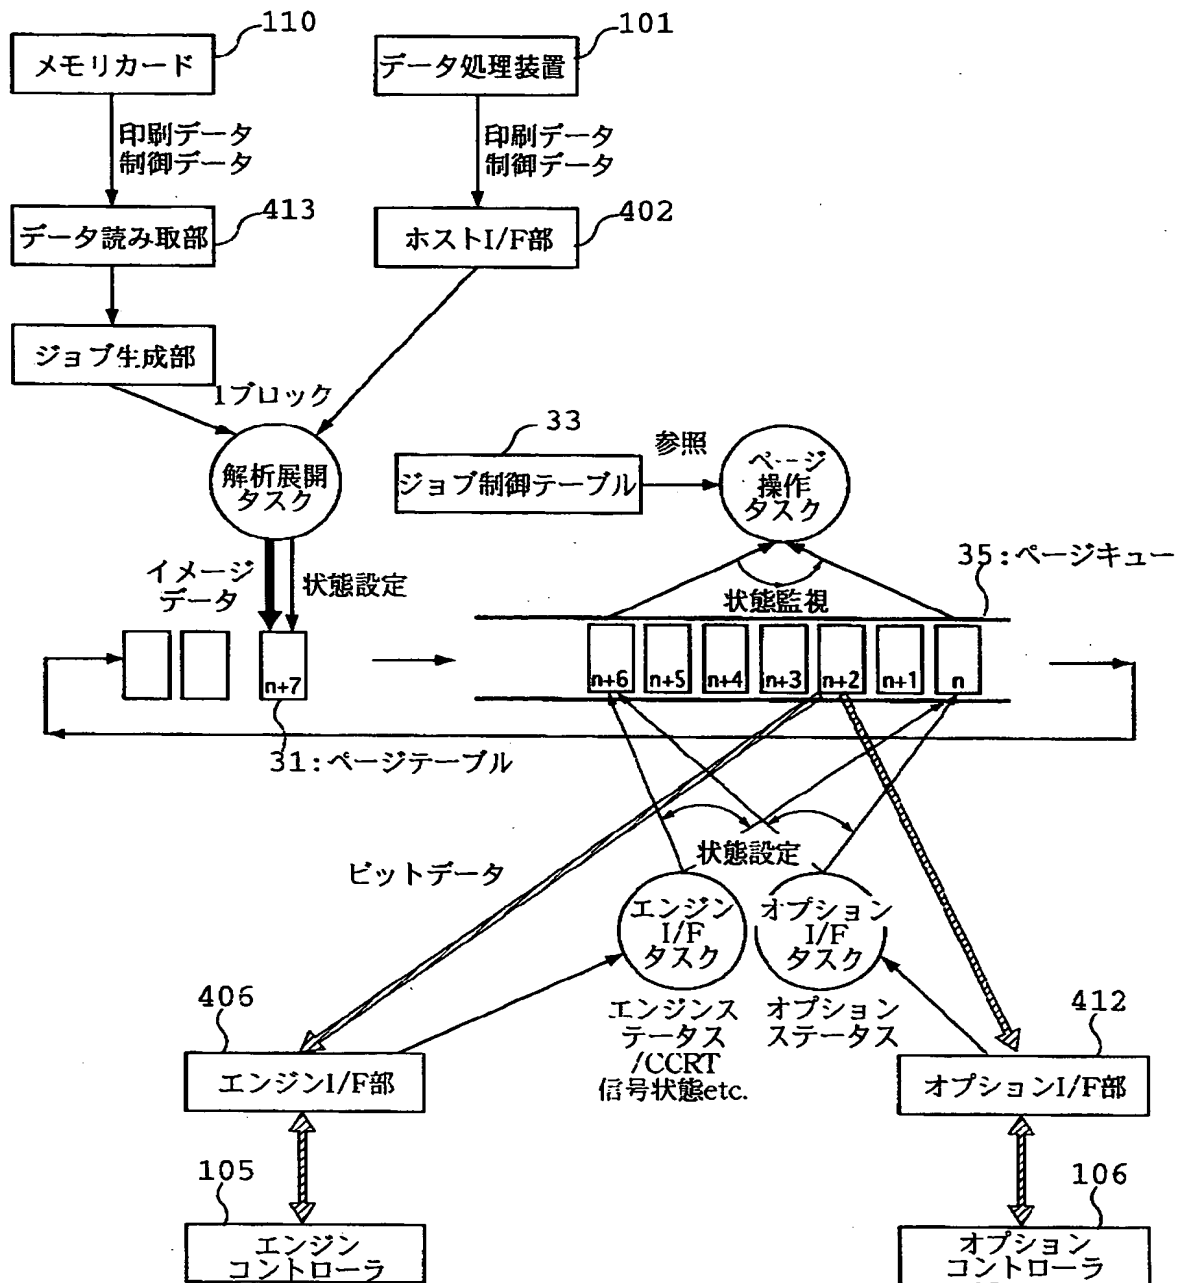 110
101
メモリカード
データ処理装置
印刷データ
制御データ
印刷データ
制御データ
413
402
データ読み取部
ホストI/F部
ジョブ生成部
1ブロック
33
参照
解析展開
タスク
ジョブ制御テーブル
ページ
操作
タスク
イメージ
データ
状態設定
状態監視
35:ページキュー
n+7
n+6
n+5
n+4
n+3
n+2
n+1
n
31:ページテーブル
状態設定
ビットデータ
エンジン
I/F
タスク
オプション
I/F
タスク
エンジンス
テータス
/CCRT
信号状態etc.
オプション
ステータス
406
412
エンジンI/F部
オプションI/F部
105
106
エンジン
コントローラ
オプション
コントローラ